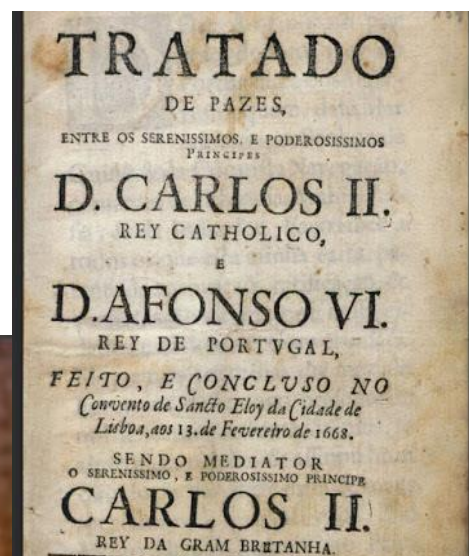 TRATADO
DE PAZES,
ENTRE OS SERENISSIMOS, E PODEROSISSIMOS
PRINCIPES
D. CARLOS II.
REY CATHOLICO,
E
D. AFONSO VI.
REY DE PORTVGAL,
FEITO, E CONCLVSO NO
Convento de Sancto Eloy da Cidade de
Lisboa, aos 13. de Fevereiro de 1668.
SENDO MEDIATOR
O SERENISSIMO, E PODEROSISSIMO PRINCIPE
CARLOS II.
REY DA GRAM BRETANHA.